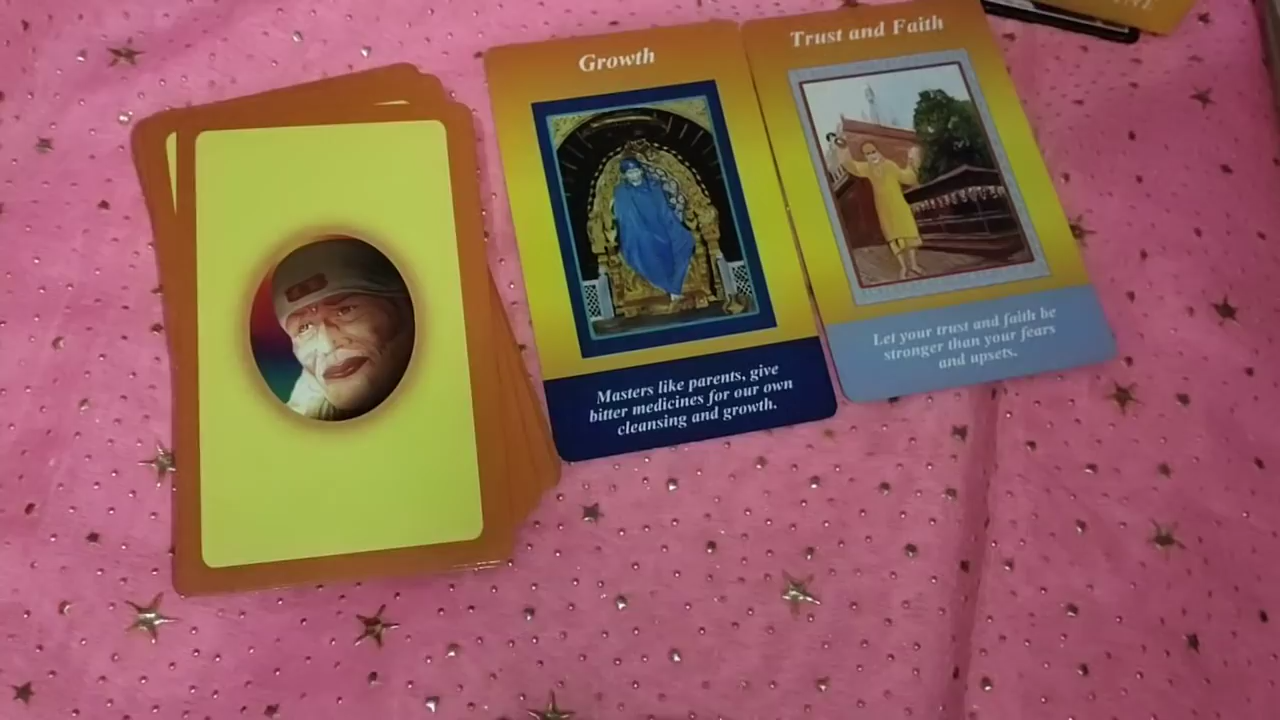 Growth
Masters like parents, give
bitter medicines for our own
cleansing and growth.
Trust and Faith
Let your trust and faith be
stronger than your fears
and upsets.